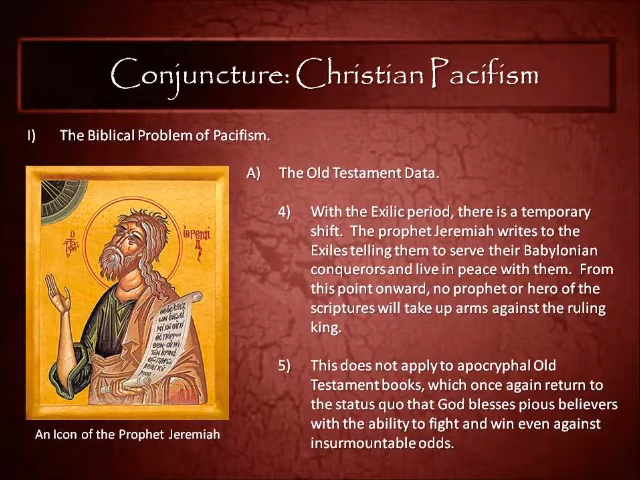 Conjuncture: Christian Pacifism
I) The Biblical Problem of Pacifism.
A) The Old Testament Data.
4) With the Exilic period, there is a temporary
shift. The prophet Jeremiah writes to the
Exiles telling them to serve their Babylonian
conquerors and live in peace with them. From
this point onward, no prophet or hero of the
scriptures will take up arms against the ruling
king.
5) This does not apply to apocryphal Old
Testament books, which once again return to
the status quo that God blesses pious believers
with the ability to fight and win even against
insurmountable odds.
An Icon of the Prophet Jeremiah